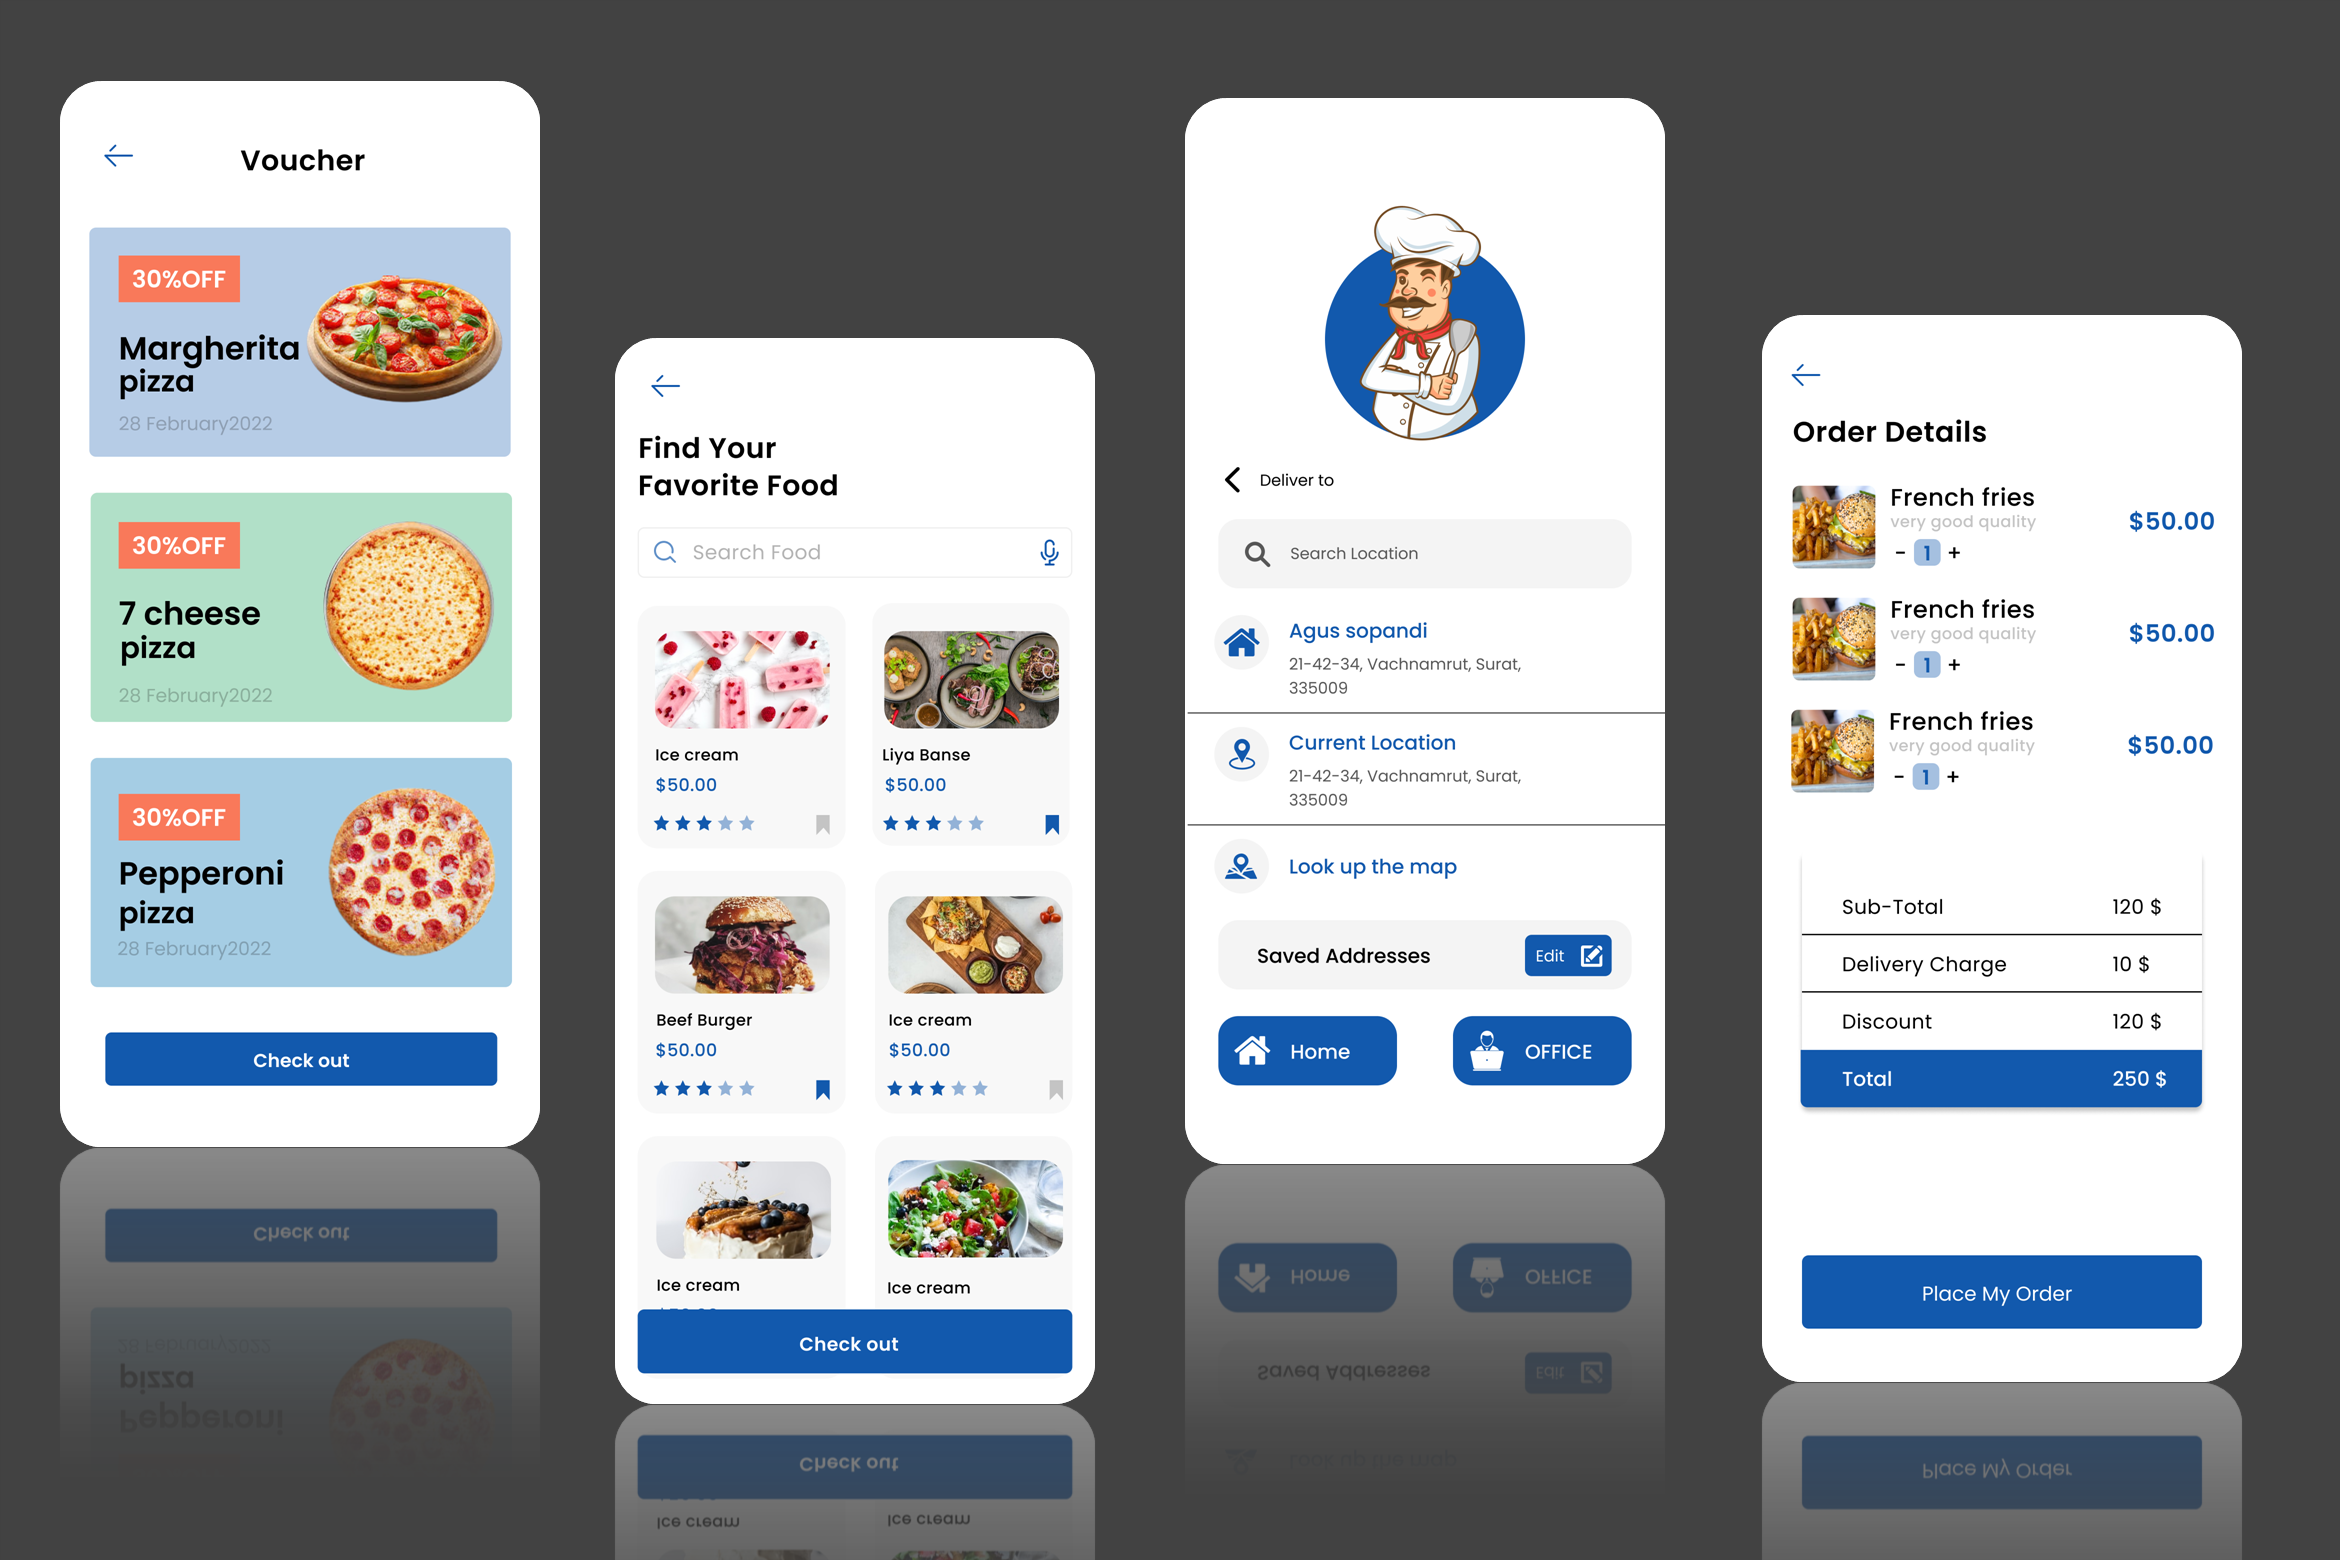 Voucher
30%OFF
Margherita
pizza
28 February2022
30%OFF
7 cheese
pizza
28 February2022
30%OFF
Pepperoni
pizza
28 February2022
Check out
Find Your
Favorite Food
Search Food
Ice cream
$50.00
Liya Banse
$50.00
Beef Burger
$50.00
Ice cream
$50.00
Ice cream
Ice cream
Check out
Deliver to
Search Location
Agus sopandi
21-42-34, Vachnamrut, Surat,
335009
Current Location
21-42-34, Vachnamrut, Surat,
335009
Look up the map
Saved Addresses
Edit
Home
OFFICE
Order Details
French fries
very good quality
- 1 +
$50.00
French fries
very good quality
- 1 +
$50.00
French fries
very good quality
- 1 +
$50.00
Sub-Total 120 $
Delivery Charge 10 $
Discount 120 $
Total 250 $
Place My Order